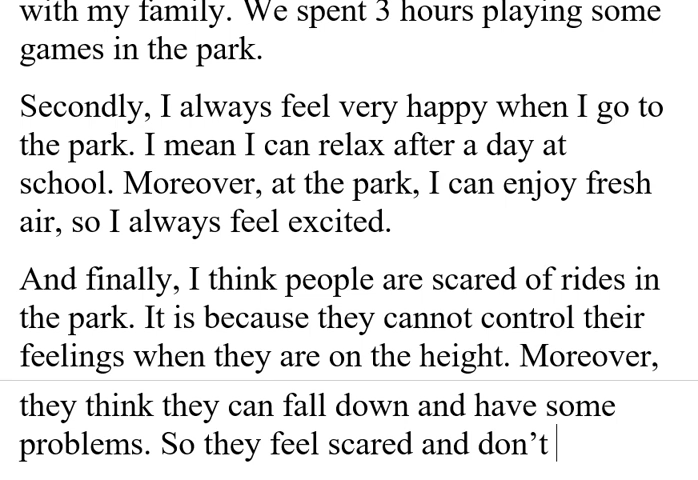 with my family. We spent 3 hours playing some
games in the park.
Secondly, I always feel very happy when I go to
the park. I mean I can relax after a day at
school. Moreover, at the park, I can enjoy fresh
air, so I always feel excited.
And finally, I think people are scared of rides in
the park. It is because they cannot control their
feelings when they are on the height. Moreover,
they think they can fall down and have some
problems. So they feel scared and don’t